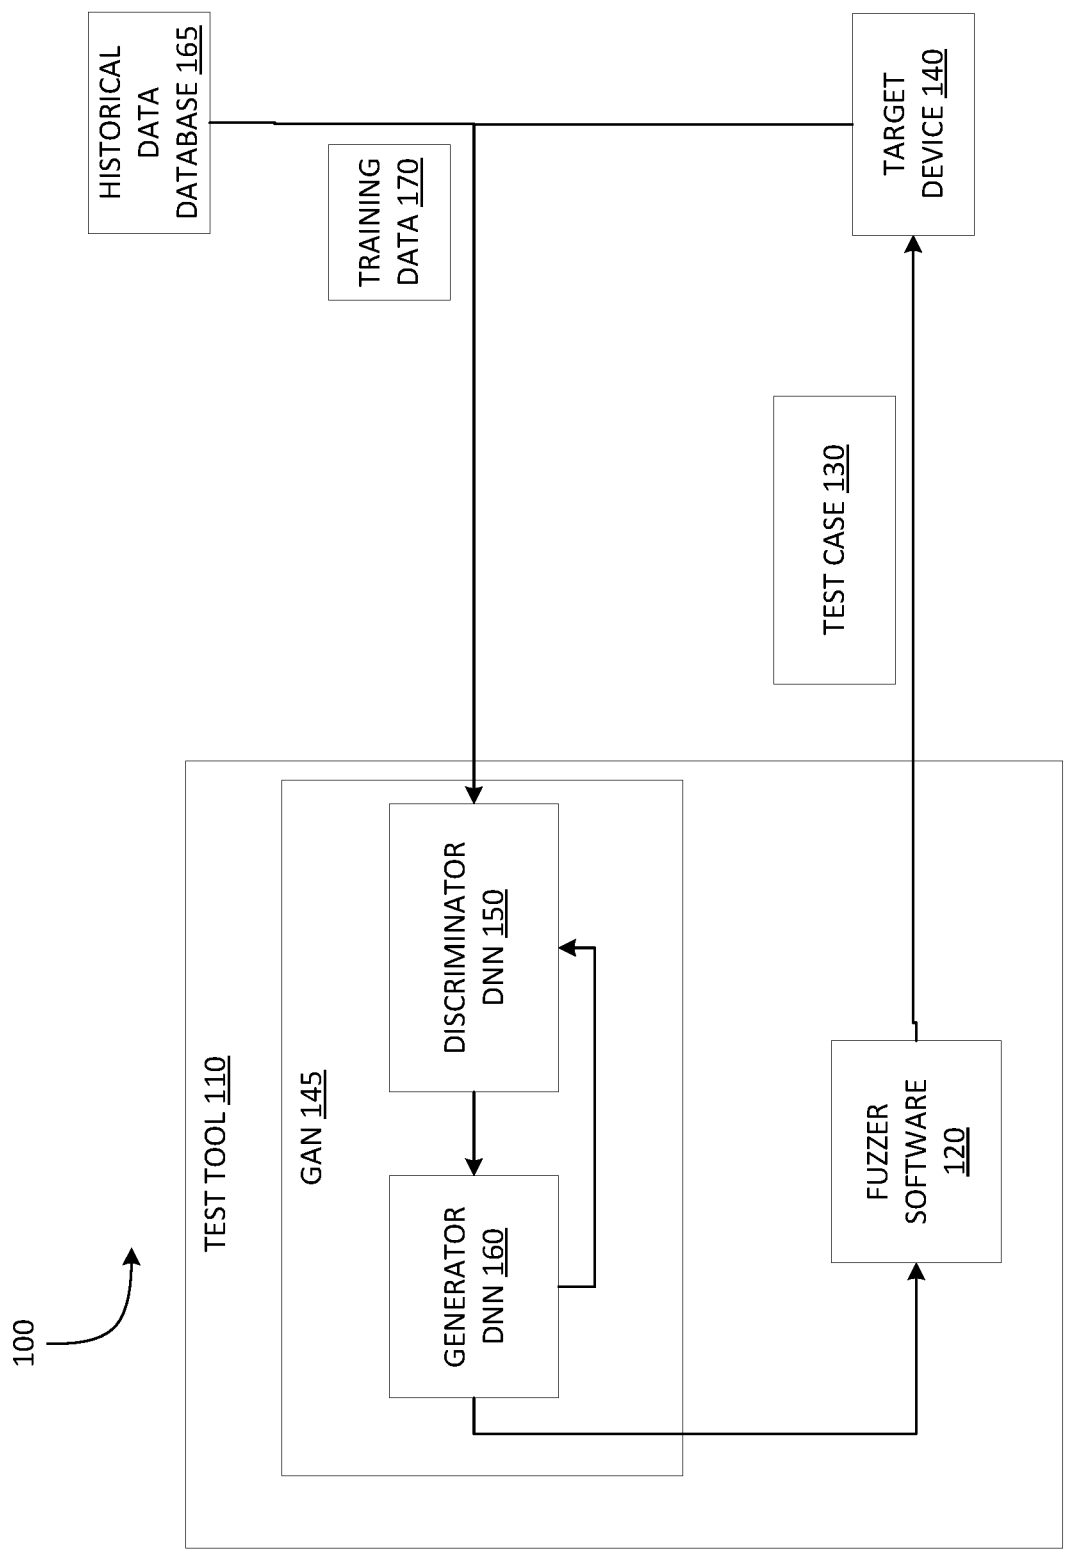 100
TEST TOOL 110
GAN 145
GENERATOR
DNN 160
DISCRIMINATOR
DNN 150
TRAINING
DATA 170
HISTORICAL
DATA
DATABASE 165
FUZZER
SOFTWARE
120
TEST CASE 130
TARGET
DEVICE 140